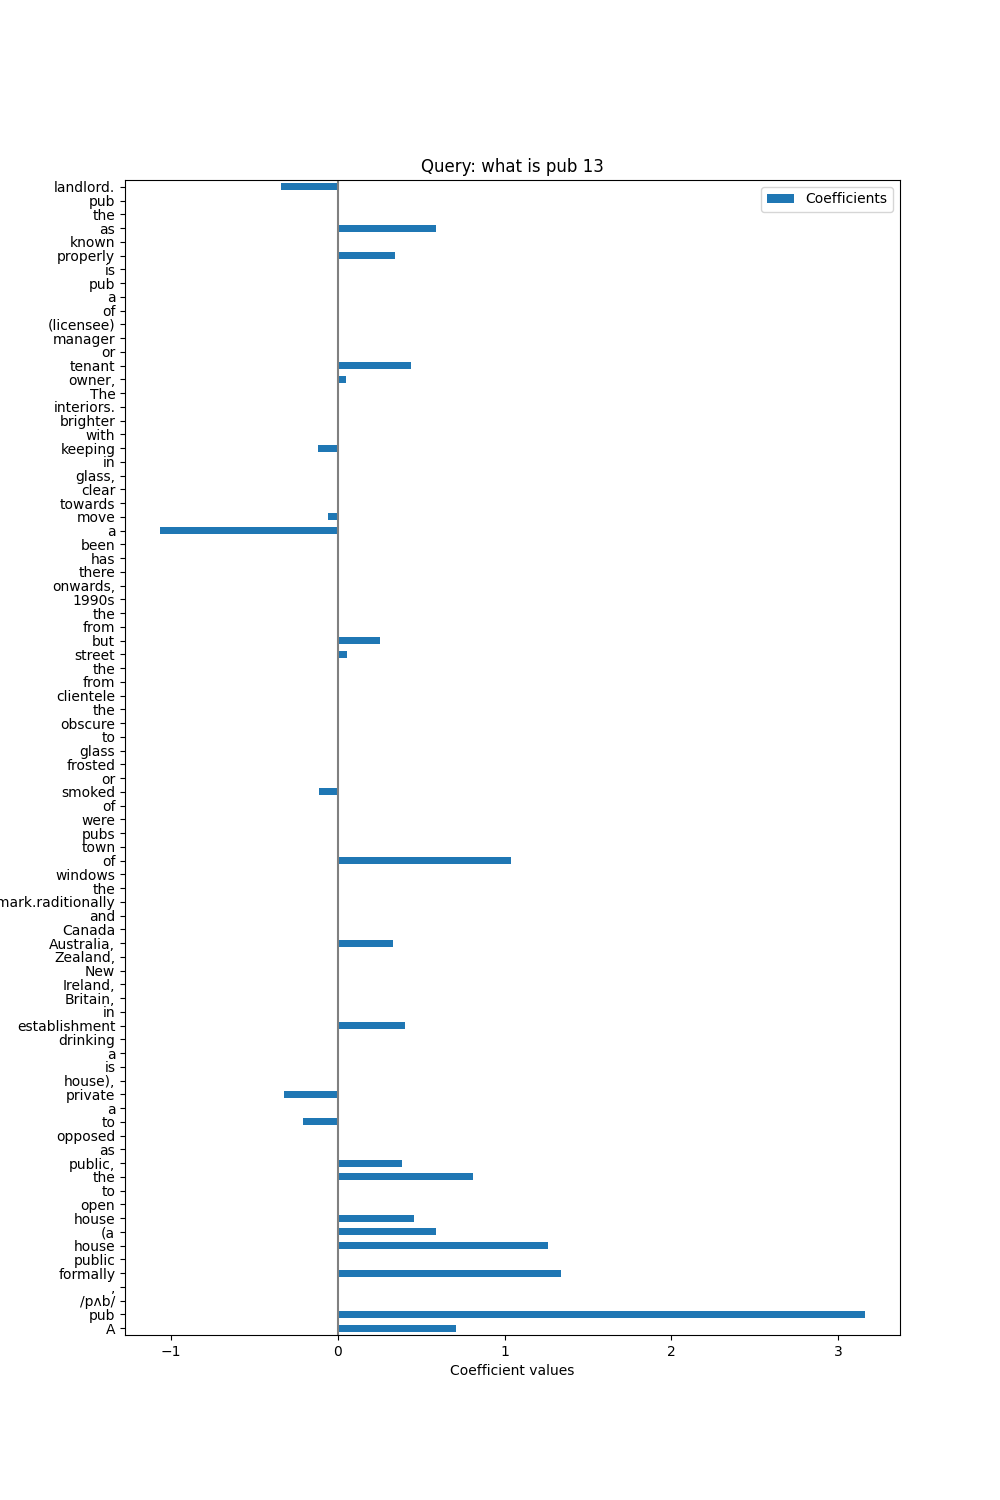 Query: what is pub 13
Coefficients
landlord.
pub
the
as
known
properly
is
pub
a
of
(licensee)
manager
or
tenant
owner,
The
interiors.
brighter
with
keeping
in
glass,
clear
towards
move
a
been
has
there
onwards,
1990s
the
from
but
street
the
from
clientele
the
obscure
to
glass
frosted
or
smoked
of
were
pubs
town
of
windows
the
mark.raditionally
and
Canada
Australia,
Zealand,
New
Ireland,
Britain,
in
establishment
drinking
a
is
house),
private
a
to
opposed
as
public,
the
to
open
house
(a
house
public
formally
,
/pʌb/
pub
A
−1 0 1 2 3
Coefficient values